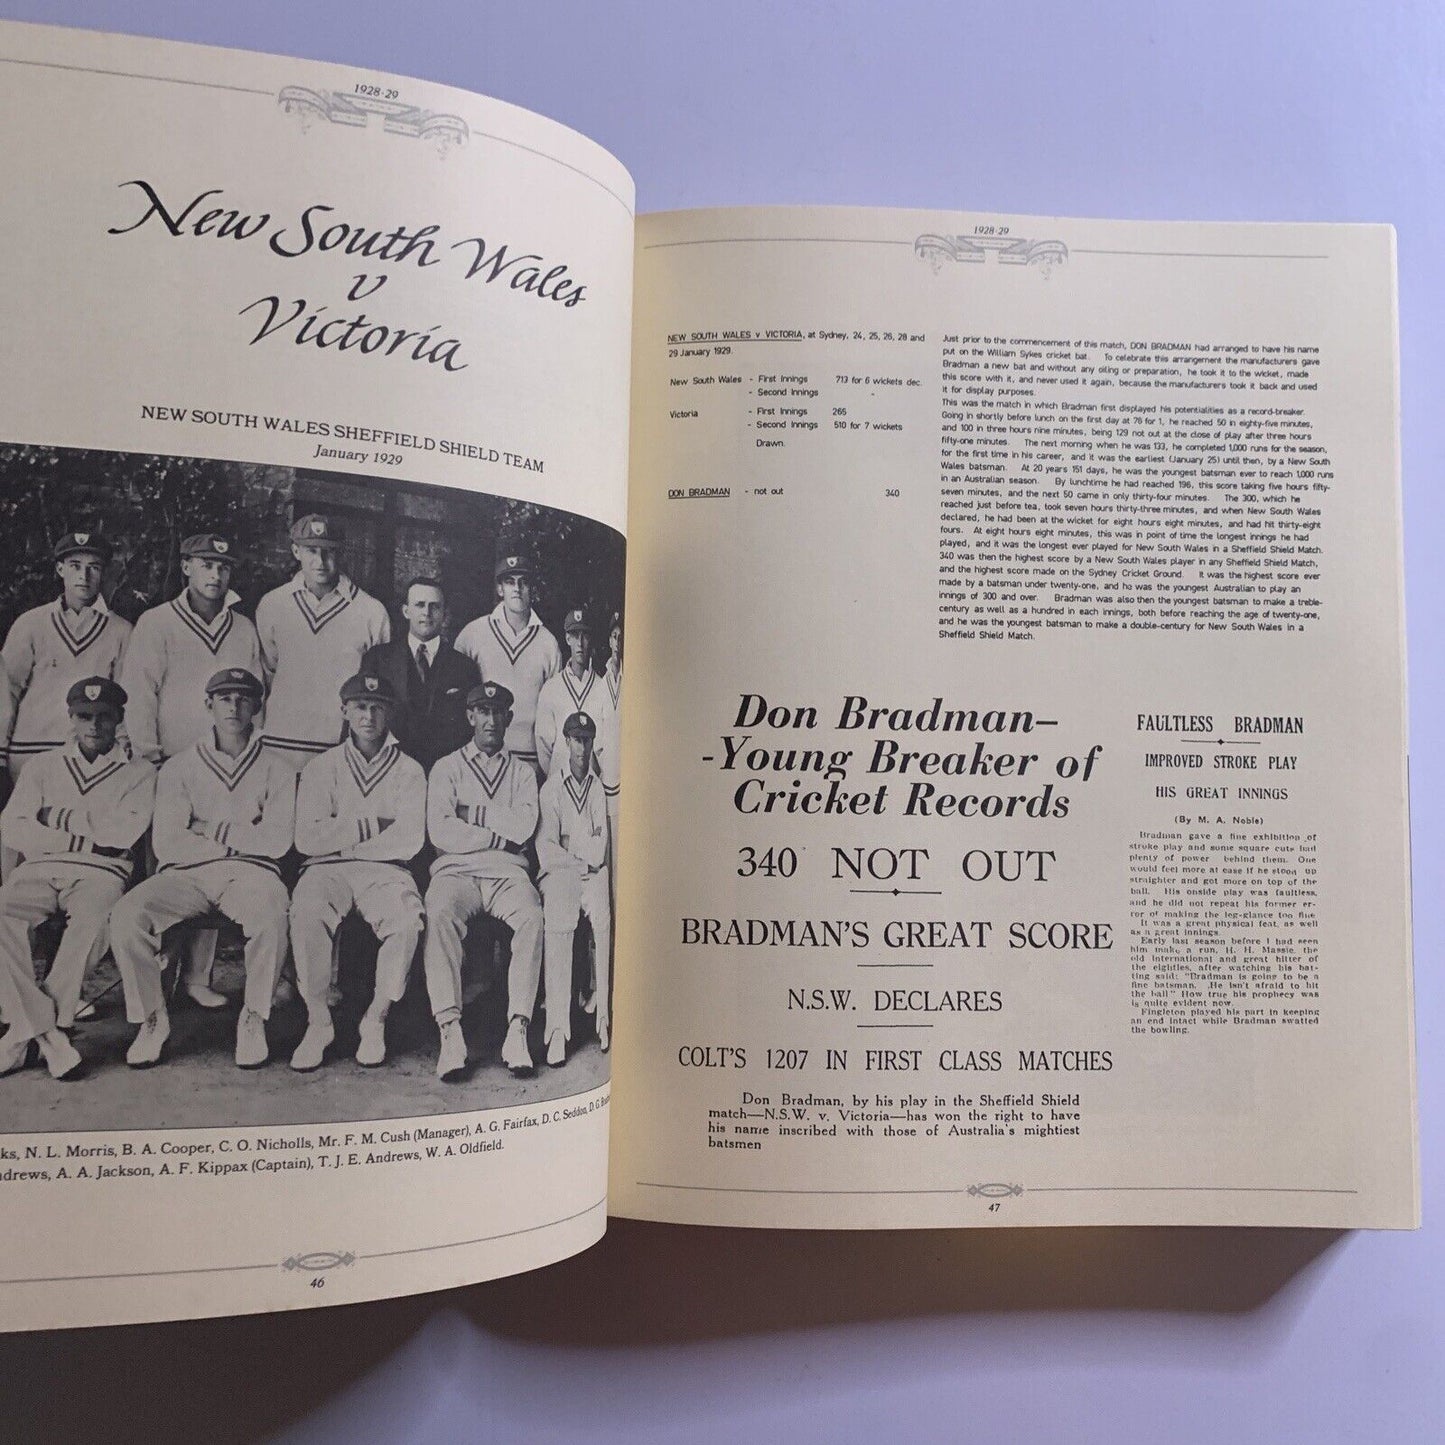 1928-29
New South Wales
v
Victoria
NEW SOUTH WALES SHEFFIELD SHIELD TEAM
January 1929
N. L. Morris, B. A. Cooper, C. O. Nicholls, Mr. F. M. Cush (Manager), A. G. Fairfax, D. C. Seddon, D. G.
A. A. Jackson, A. F. Kippax (Captain), T. J. E. Andrews, W. A. Oldfield.
46
1928-29
NEW SOUTH WALES v VICTORIA, at Sydney, 24, 25, 26, 28 and
29 January 1929.
New South Wales - First Innings 713 for 6 wickets dec.
- Second Innings -
Victoria - First Innings 265
- Second Innings 510 for 7 wickets
Drawn.
DON BRADMAN - not out 340
Just prior to the commencement of this match, DON BRADMAN had arranged to have his name
put on the William Sykes cricket bat. To celebrate this arrangement the manufacturers gave
Bradman a new bat and without any oiling or preparation, he took it to the wicket, made
this score with it, and never used it again, because the manufacturers took it back and used
it for display purposes.
This was the match in which Bradman first displayed his potentialities as a record-breaker.
Going in shortly before lunch on the first day at 76 for 1, he reached 50 in eighty-five minutes,
and 100 in three hours nine minutes, being 129 not out at the close of play after three hours
fifty-one minutes. The next morning when he was 133, he completed 1,000 runs for the season,
for the first time in his career, and it was the earliest (January 25) until then, by a New South
Wales batsman. At 20 years 151 days, he was the youngest batsman ever to reach 1,000 runs
in an Australian season. By lunchtime he had reached 196, this score taking five hours fifty-
seven minutes, and the next 50 came in only thirty-four minutes. The 300, which he
reached just before tea, took seven hours thirty-three minutes, and when New South Wales
declared, he had been at the wicket for eight hours eight minutes, and had hit thirty-eight
fours. At eight hours eight minutes, this was in point of time the longest innings he had
played, and it was the longest ever played for New South Wales in a Sheffield Shield Match.
340 was then the highest score by a New South Wales player in any Sheffield Shield Match,
and the highest score made on the Sydney Cricket Ground. It was the highest score ever
made by a batsman under twenty-one, and he was the youngest Australian to play an
innings of 300 and over. Bradman was also then the youngest batsman to make a treble-
century as well as a hundred in each innings, both before reaching the age of twenty-one,
and he was the youngest batsman to make a double-century for New South Wales in a
Sheffield Shield Match.
Don Bradman—
-Young Breaker of
Cricket Records
340 NOT OUT
BRADMAN'S GREAT SCORE
N.S.W. DECLARES
COLT'S 1207 IN FIRST CLASS MATCHES
Don Bradman, by his play in the Sheffield Shield
match—N.S.W. v. Victoria—has won the right to have
his name inscribed with those of Australia's mightiest
batsmen
FAULTLESS BRADMAN
IMPROVED STROKE PLAY
HIS GREAT INNINGS
(By M. A. Noble)
Bradman gave a fine exhibition of
stroke play and some square cuts had
plenty of power behind them. One
would feel more at ease if he stood up
straighter and got more on top of the
ball. His onside play was faultless,
and he did not repeat his former er-
ror of making the leg-glance too fine.
It was a great physical feat, as well
as a great innings.
Early last season before I had seen
him make a run, H. H. Massie, the
old International and great hitter of
the eighties, after watching his bat-
ting said: "Bradman is going to be a
fine batsman. He isn't afraid to hit
the ball" How true his prophecy was
is quite evident now.
Fingleton played his part in keeping
an end intact while Bradman swatted
the bowling.
47